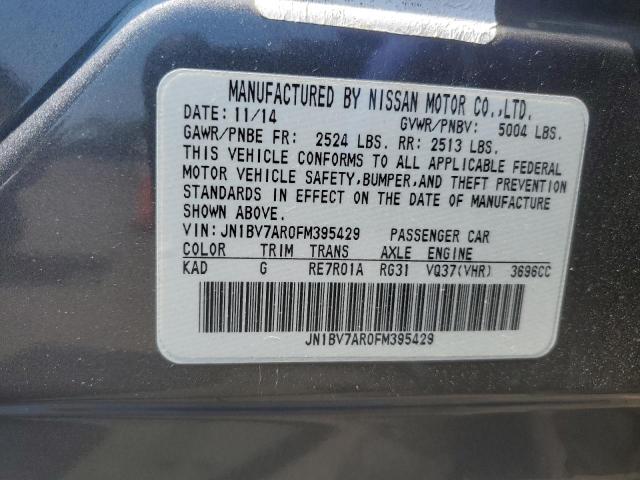 MANUFACTURED BY NISSAN MOTOR CO.,LTD.
DATE: 11/14 GVWR/PNBV: 5004 LBS.
GAWR/PNBE FR: 2524 LBS. RR: 2513 LBS.
THIS VEHICLE CONFORMS TO ALL APPLICABLE FEDERAL
MOTOR VEHICLE SAFETY,BUMPER,AND THEFT PREVENTION
STANDARDS IN EFFECT ON THE DATE OF MANUFACTURE
SHOWN ABOVE.
VIN: JN1BV7AR0FM395429 PASSENGER CAR
COLOR TRIM TRANS AXLE ENGINE
KAD G RE7R01A RG31 VQ37(VHR) 3696CC
JN1BV7AR0FM395429